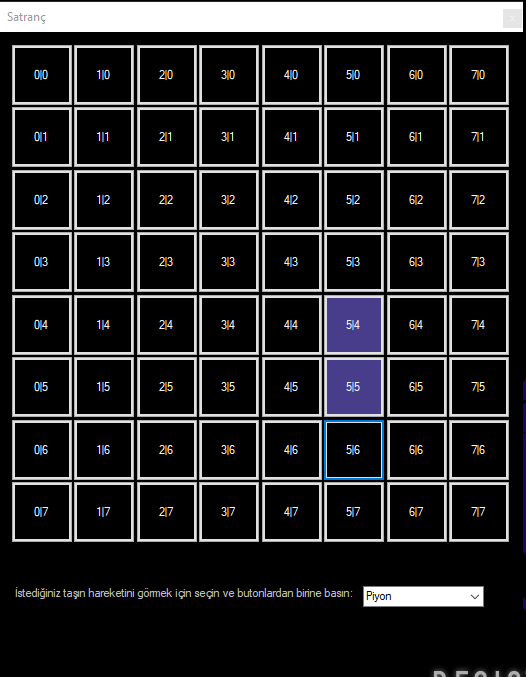 Satranç
0|0 1|0 2|0 3|0 4|0 5|0 6|0 7|0
0|1 1|1 2|1 3|1 4|1 5|1 6|1 7|1
0|2 1|2 2|2 3|2 4|2 5|2 6|2 7|2
0|3 1|3 2|3 3|3 4|3 5|3 6|3 7|3
0|4 1|4 2|4 3|4 4|4 5|4 6|4 7|4
0|5 1|5 2|5 3|5 4|5 5|5 6|5 7|5
0|6 1|6 2|6 3|6 4|6 5|6 6|6 7|6
0|7 1|7 2|7 3|7 4|7 5|7 6|7 7|7
İstediğiniz taşın hareketini görmek için seçin ve butonlardan birine basın: Piyon